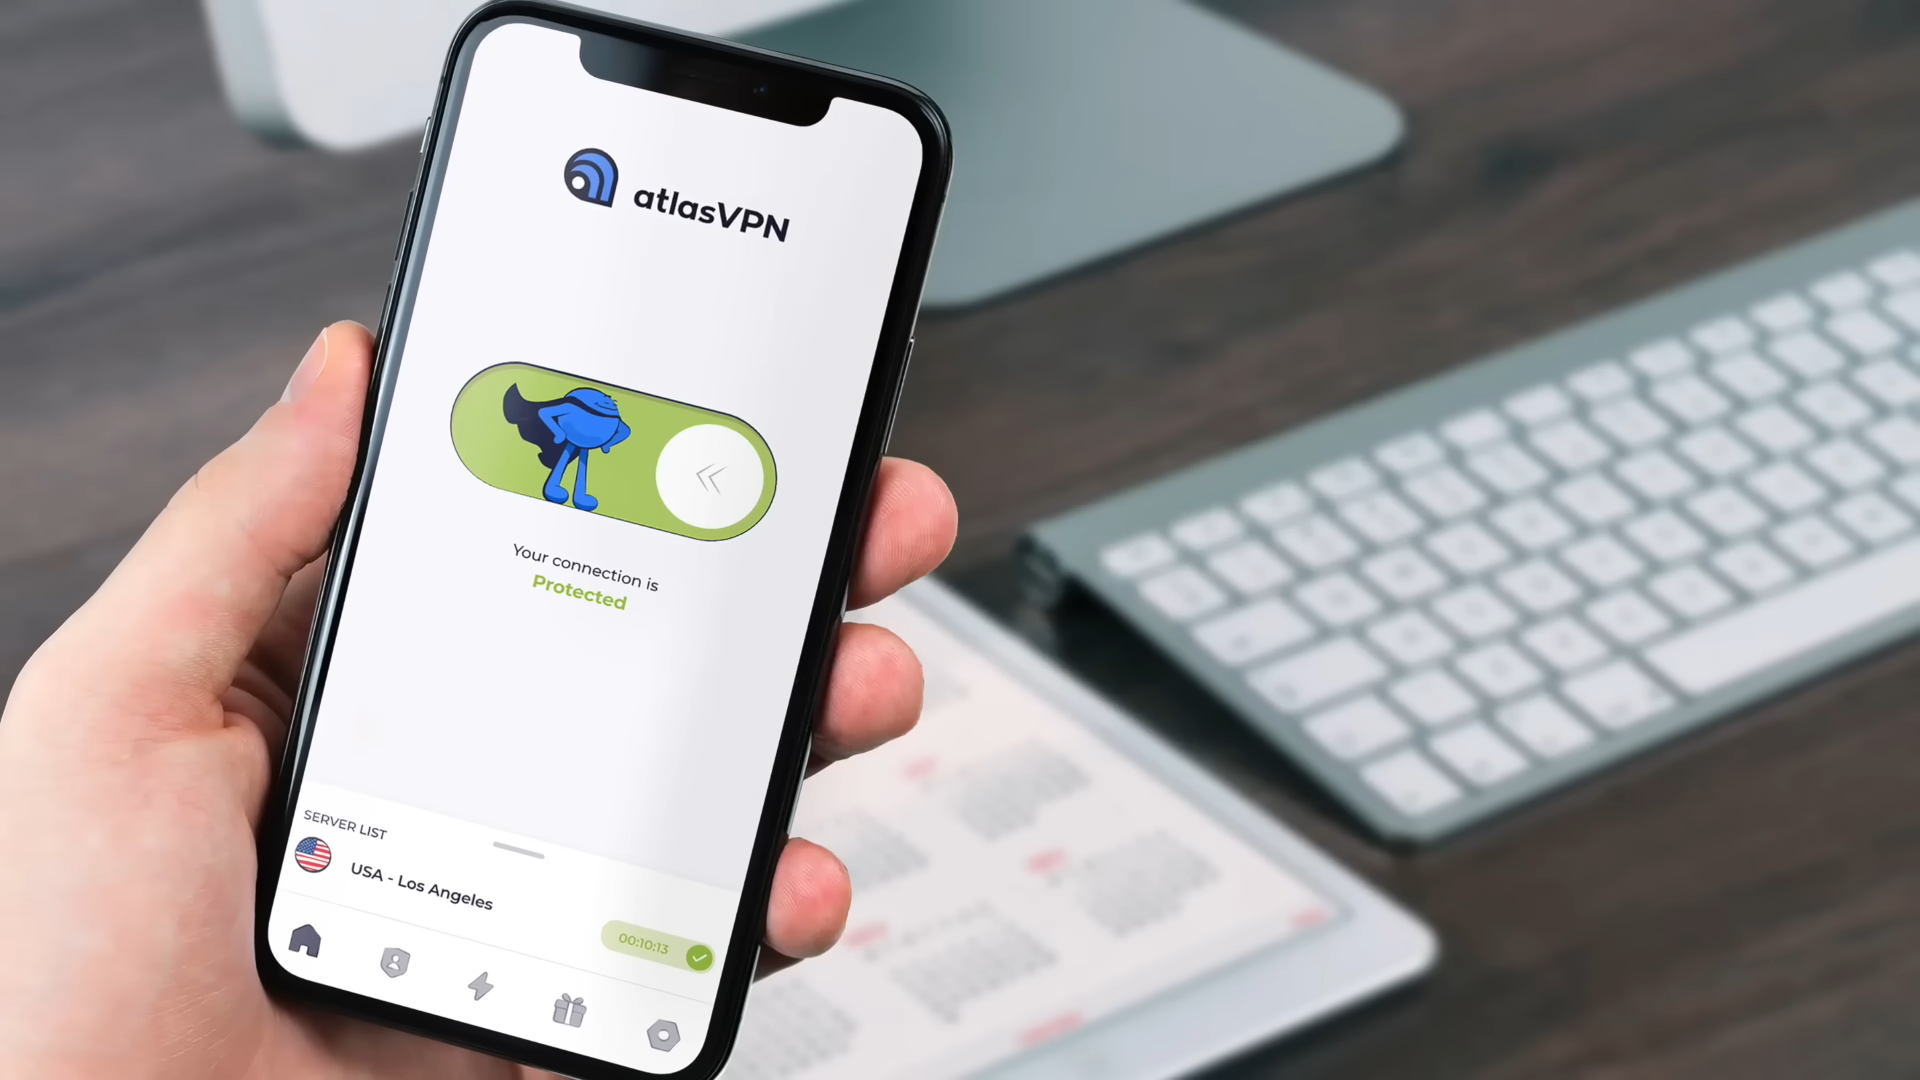 atlasVPN
Your connection is
Protected
SERVER LIST
USA - Los Angeles
00:10:13